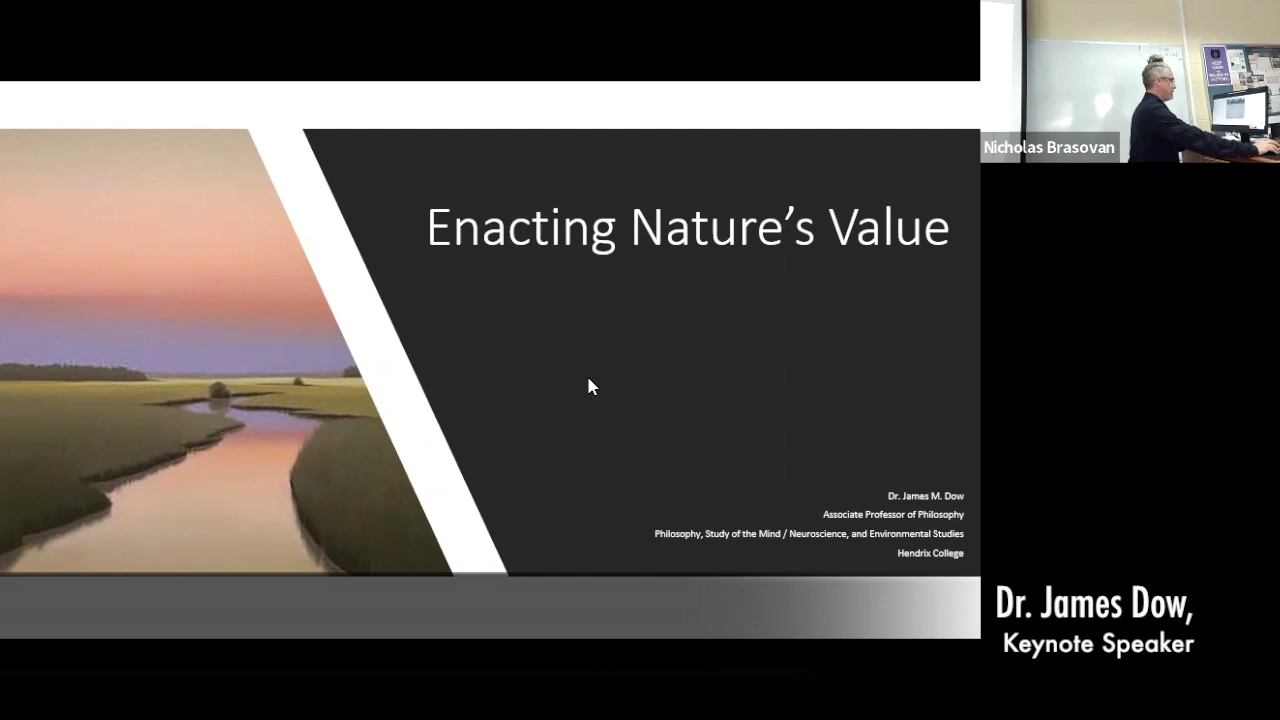 Enacting Nature’s Value
Dr. James M. Dow
Associate Professor of Philosophy
Philosophy, Study of the Mind / Neuroscience, and Environmental Studies
Hendrix College
Nicholas Brasovan
Dr. James Dow,
Keynote Speaker